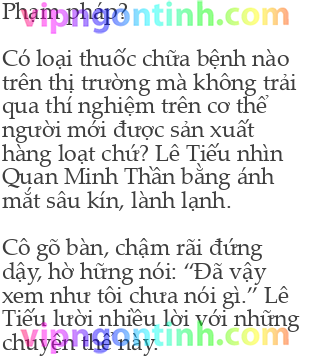 Phạm pháp?
vipngontinh.com
Có loại thuốc chữa bệnh nào
trên thị trường mà không trải
qua thí nghiệm trên cơ thể
người mới được sản xuất
hàng loạt chứ? Lê Tiếu nhìn
Quan Minh Thần bằng ánh
mắt sâu kín, lành lạnh.
Cô gõ bàn, chậm rãi đứng
dậy, hờ hững nói: “Đã vậy
xem như tôi chưa nói gì.” Lê
Tiếu lười nhiều lời với những
chuyện thế này.
vipngontinh.com